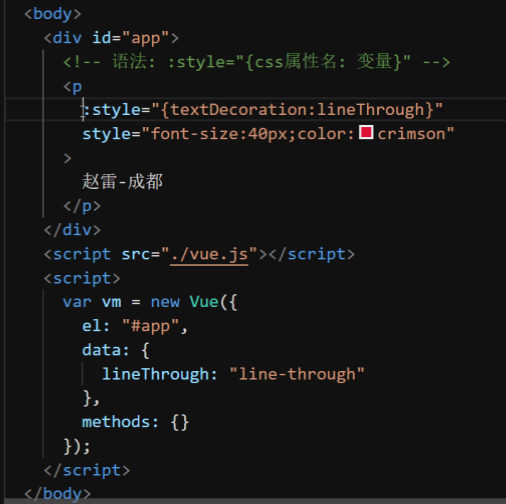 <body>
<div id="app">
<!-- 语法: :style="{css属性名: 变量}" -->
<p
:style="{textDecoration:lineThrough}"
style="font-size:40px;color:crimson"
>
赵雷-成都
</p>
</div>
<script src="./vue.js"></script>
<script>
var vm = new Vue({
el: "#app",
data: {
lineThrough: "line-through"
},
methods: {}
});
</script>
</body>